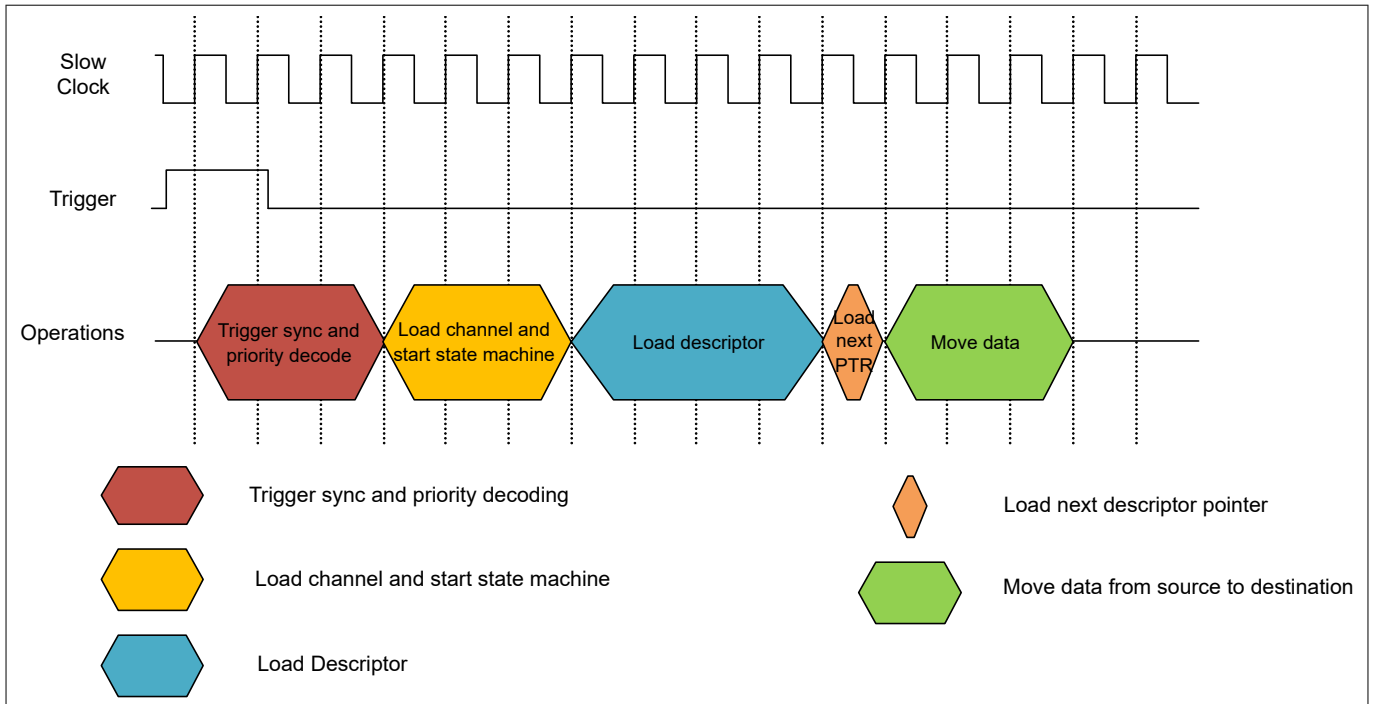 Slow
Clock
Trigger
Operations
Trigger sync and
priority decode
Load channel and
start state machine
Load descriptor
Load
next
PTR
Move data
Trigger sync and priority decoding
Load channel and start state machine
Load Descriptor
Load next descriptor pointer
Move data from source to destination